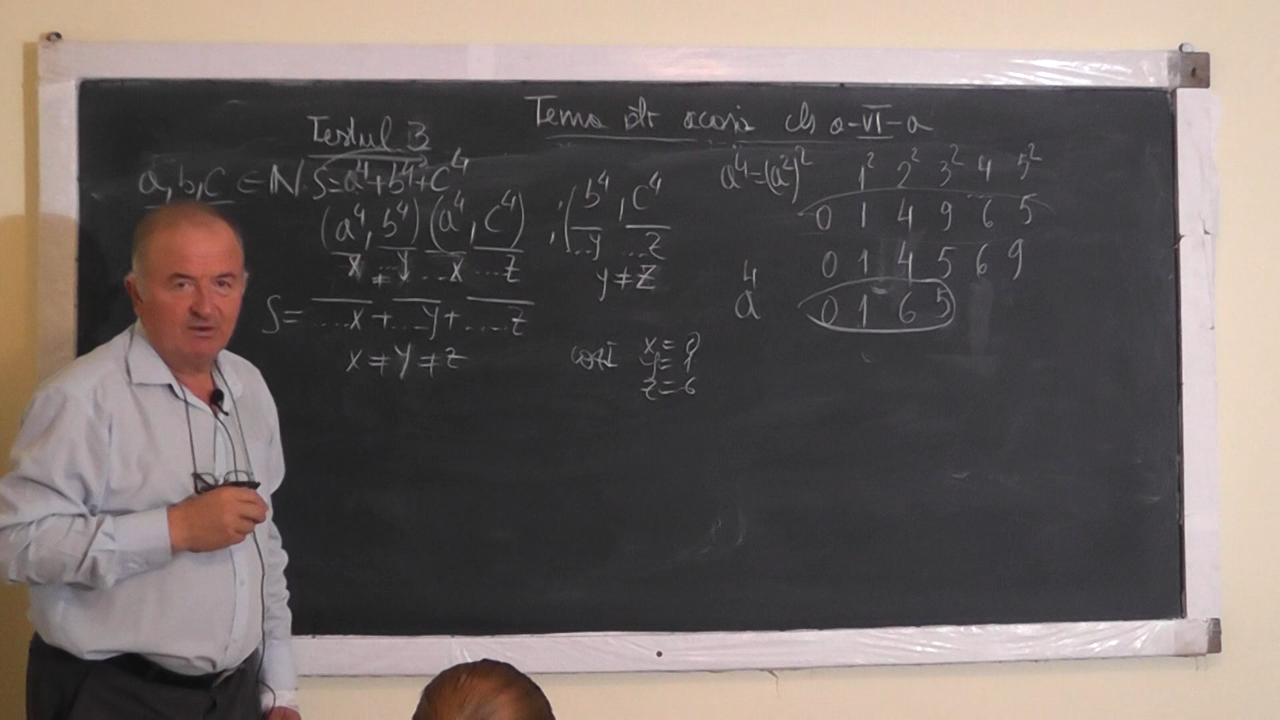 Tema ptr acasă cls a-VI-a
Testul 3
a, b, c ∈ N S=a⁴+b⁴+c⁴
(a⁴, b⁴) (a⁴, c⁴) ; (b⁴, c⁴
x ≠ y ...x ...z ; ...y ...z
y≠z
S= ....x + ....y + .....z
x≠y≠z
x=0
y=1
z=6
a⁴=(a²)² 1² 2² 3² 4 5²
0 1 4 9 6 5
0 1 4 5 6 9
a⁴ 0 1 6 5